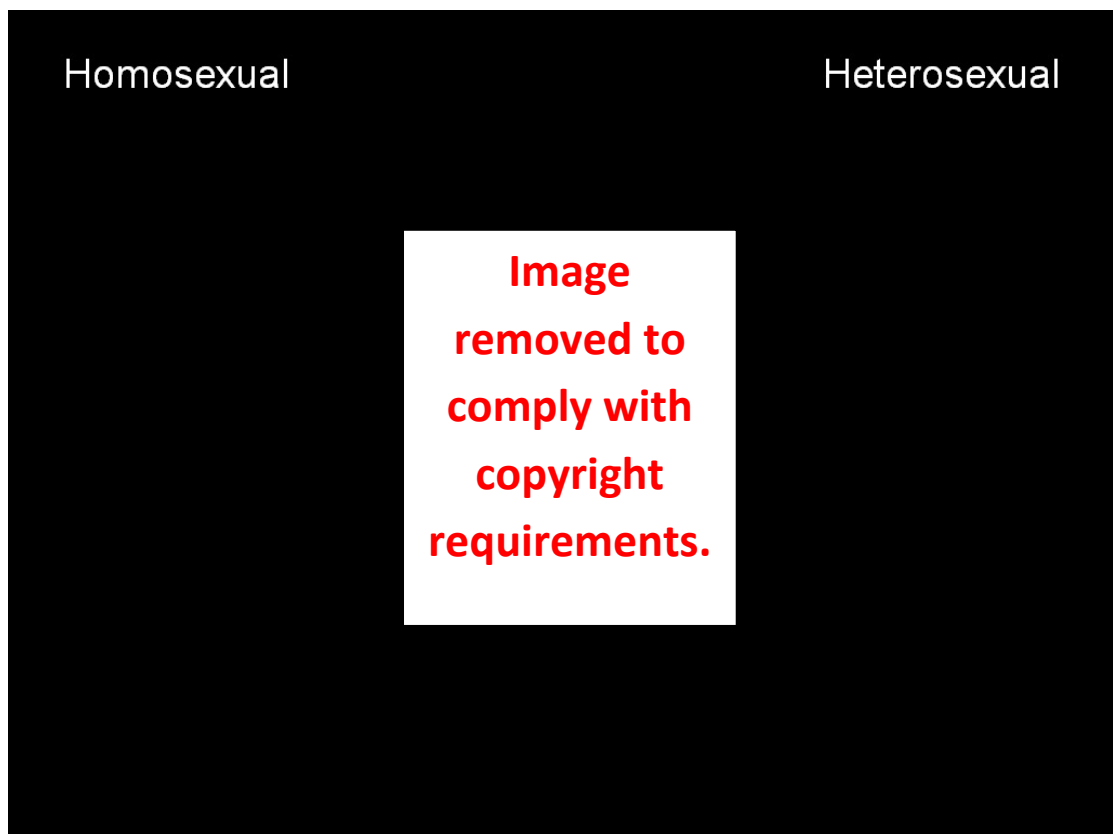 Homosexual
Heterosexual
Image
removed to
comply with
copyright
requirements.